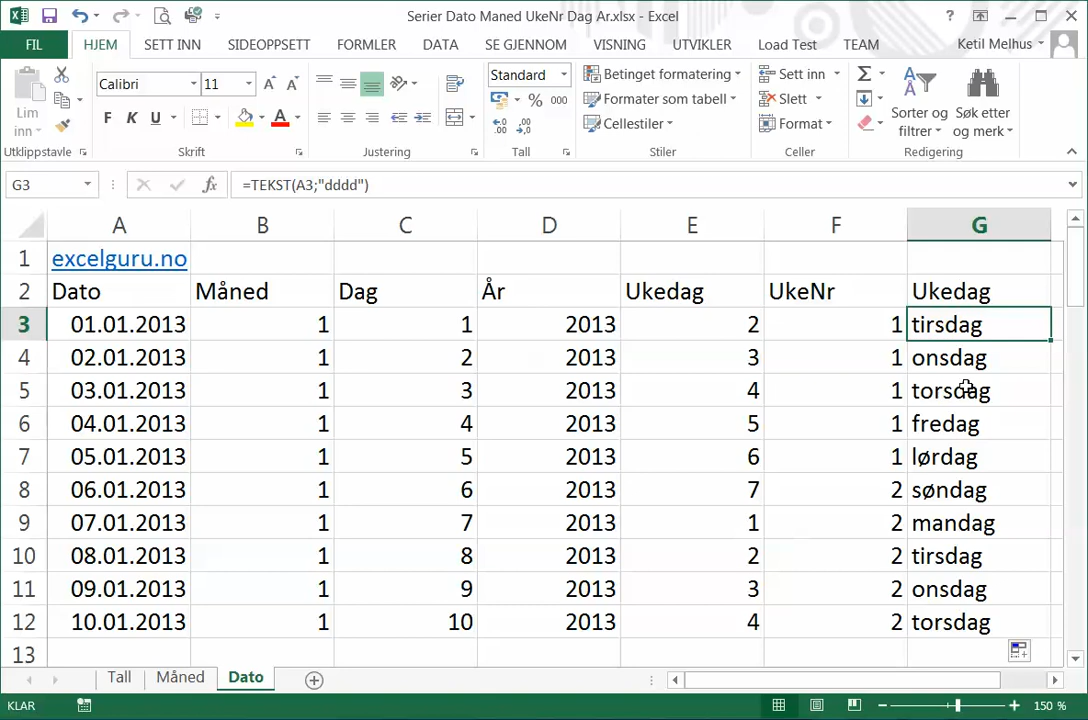 Serier Dato Maned UkeNr Dag Ar.xlsx - Excel
FIL HJEM SETT INN SIDEOPPSETT FORMLER DATA SE GJENNOM VISNING UTVIKLER Load Test TEAM Ketil Melhus
Lim inn
Calibri 11
F K U
A A
Standard
% 000
Betinget formatering
Formater som tabell
Cellestiler
Sett inn
Slett
Format
Sorter og filtrer
Søk etter og merk
Utklippstavle Skrift Justering Tall Stiler Celler Redigering
G3 fx =TEKST(A3;"dddd")
A B C D E F G
1 excelguru.no
2 Dato Måned Dag År Ukedag UkeNr Ukedag
3 01.01.2013 1 1 2013 2 1 tirsdag
4 02.01.2013 1 2 2013 3 1 onsdag
5 03.01.2013 1 3 2013 4 1 torsdag
6 04.01.2013 1 4 2013 5 1 fredag
7 05.01.2013 1 5 2013 6 1 lørdag
8 06.01.2013 1 6 2013 7 2 søndag
9 07.01.2013 1 7 2013 1 2 mandag
10 08.01.2013 1 8 2013 2 2 tirsdag
11 09.01.2013 1 9 2013 3 2 onsdag
12 10.01.2013 1 10 2013 4 2 torsdag
13
Tall Måned Dato
KLAR 150 %